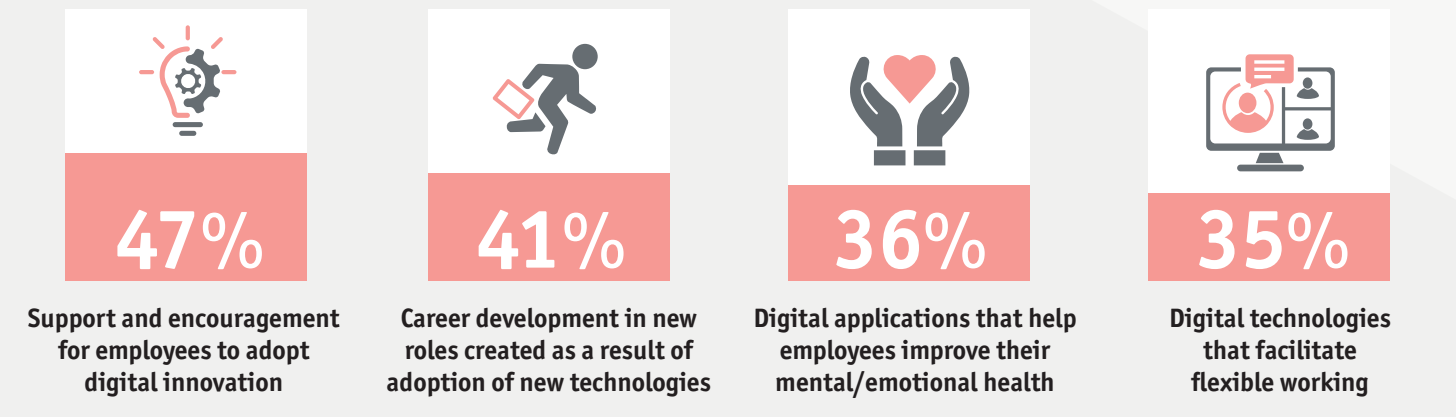 47%
41%
36%
35%
Support and encouragement
for employees to adopt
digital innovation
Career development in new
roles created as a result of
adoption of new technologies
Digital applications that help
employees improve their
mental/emotional health
Digital technologies
that facilitate
flexible working